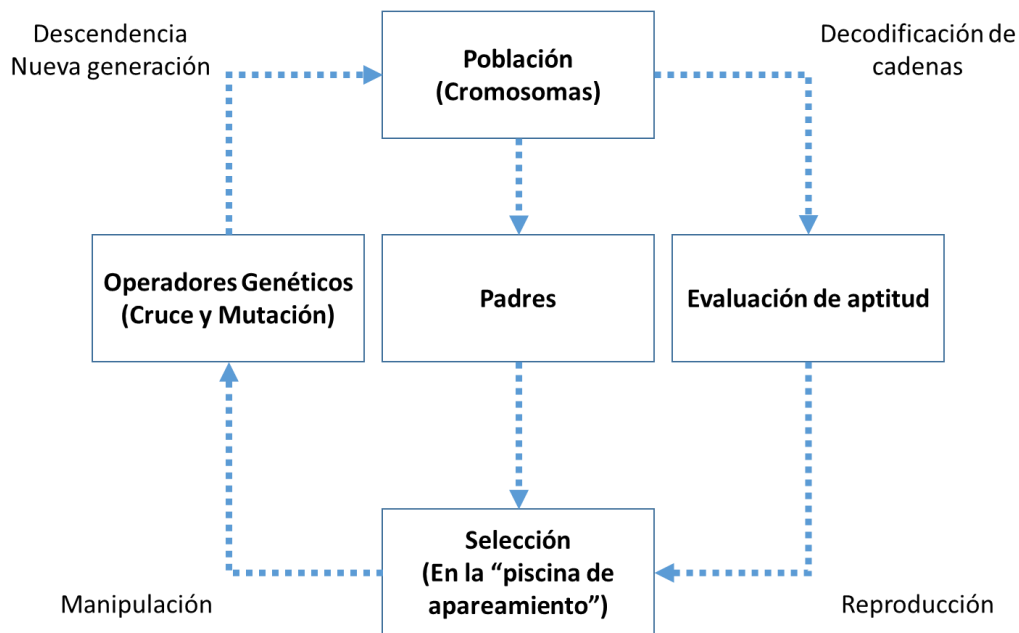 Descendencia
Nueva generación
Población
(Cromosomas)
Decodificación de
cadenas
Operadores Genéticos
(Cruce y Mutación)
Padres
Evaluación de aptitud
Selección
(En la “piscina de
apareamiento”)
Manipulación
Reproducción